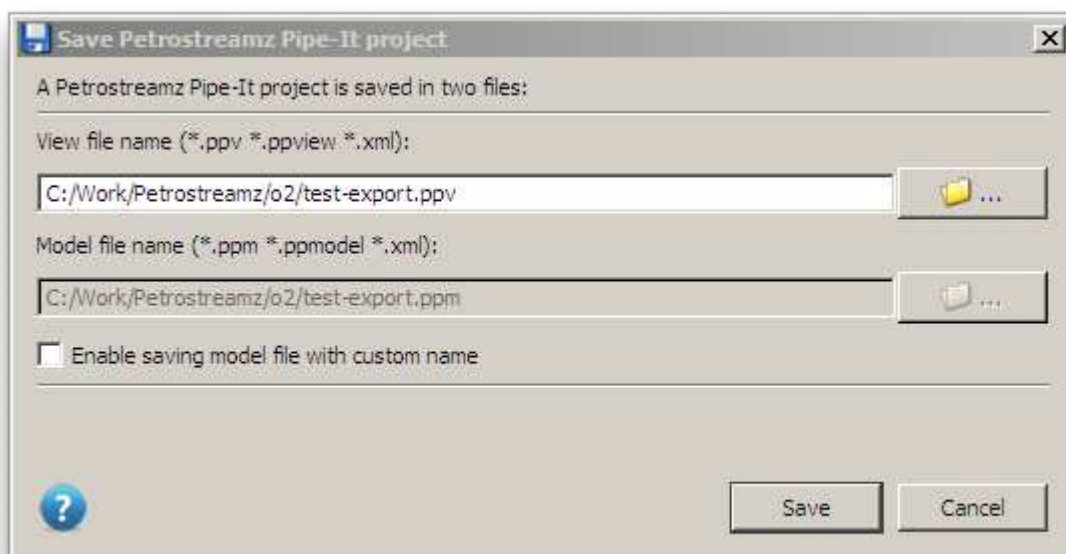 Save Petrostreamz Pipe-It project
A Petrostreamz Pipe-It project is saved in two files:
View file name (*.ppv *.ppview *.xml):
C:/Work/Petrostreamz/o2/test-export.ppv
...
Model file name (*.ppm *.ppmodel *.xml):
C:/Work/Petrostreamz/o2/test-export.ppm
...
Enable saving model file with custom name
?
Save
Cancel